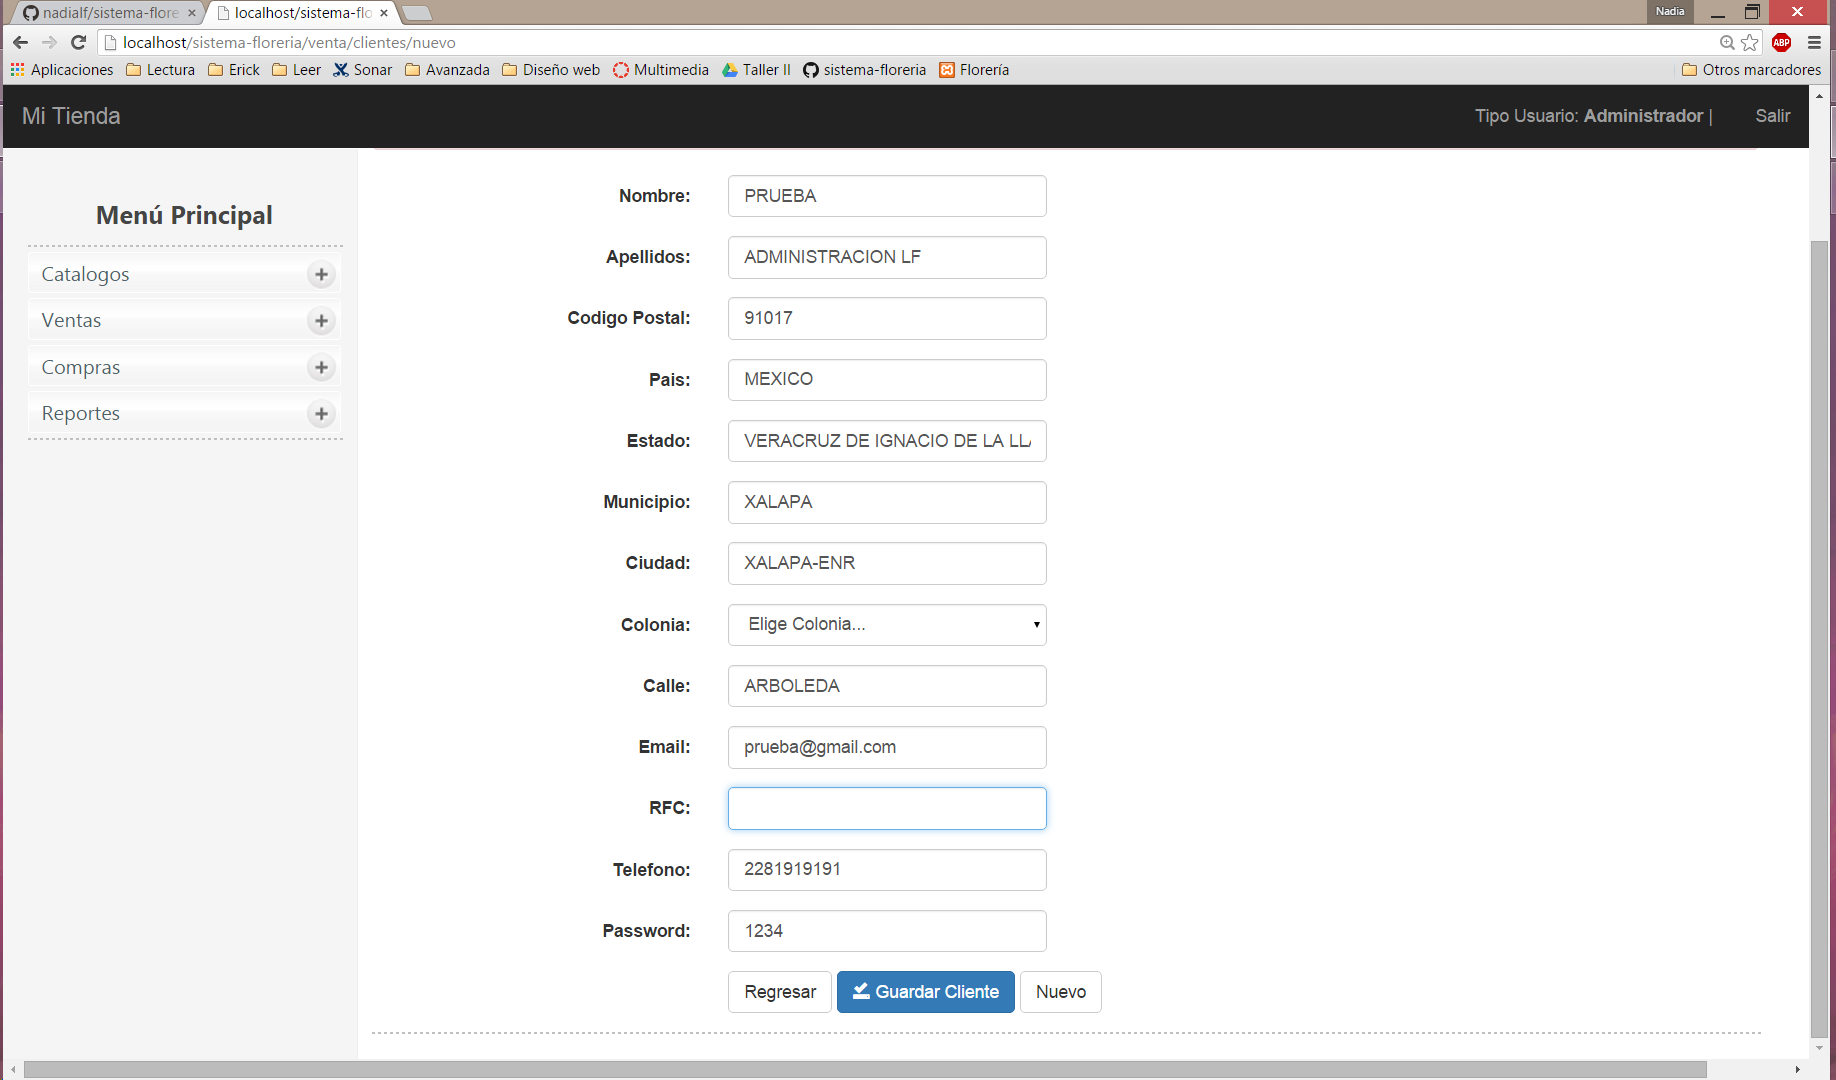 nadialf/sistema-flore
localhost/sistema-flo
Nadia
localhost/sistema-floreria/venta/clientes/nuevo
ABP
Aplicaciones Lectura Erick Leer Sonar Avanzada Diseño web Multimedia Taller II sistema-floreria Florería Otros marcadores
Mi Tienda
Tipo Usuario: Administrador |
Salir
Menú Principal
Catalogos
Ventas
Compras
Reportes
Nombre: PRUEBA
Apellidos: ADMINISTRACION LF
Codigo Postal: 91017
Pais: MEXICO
Estado: VERACRUZ DE IGNACIO DE LA LLA
Municipio: XALAPA
Ciudad: XALAPA-ENR
Colonia: Elige Colonia...
Calle: ARBOLEDA
Email: prueba@gmail.com
RFC:
Telefono: 2281919191
Password: 1234
Regresar Guardar Cliente Nuevo